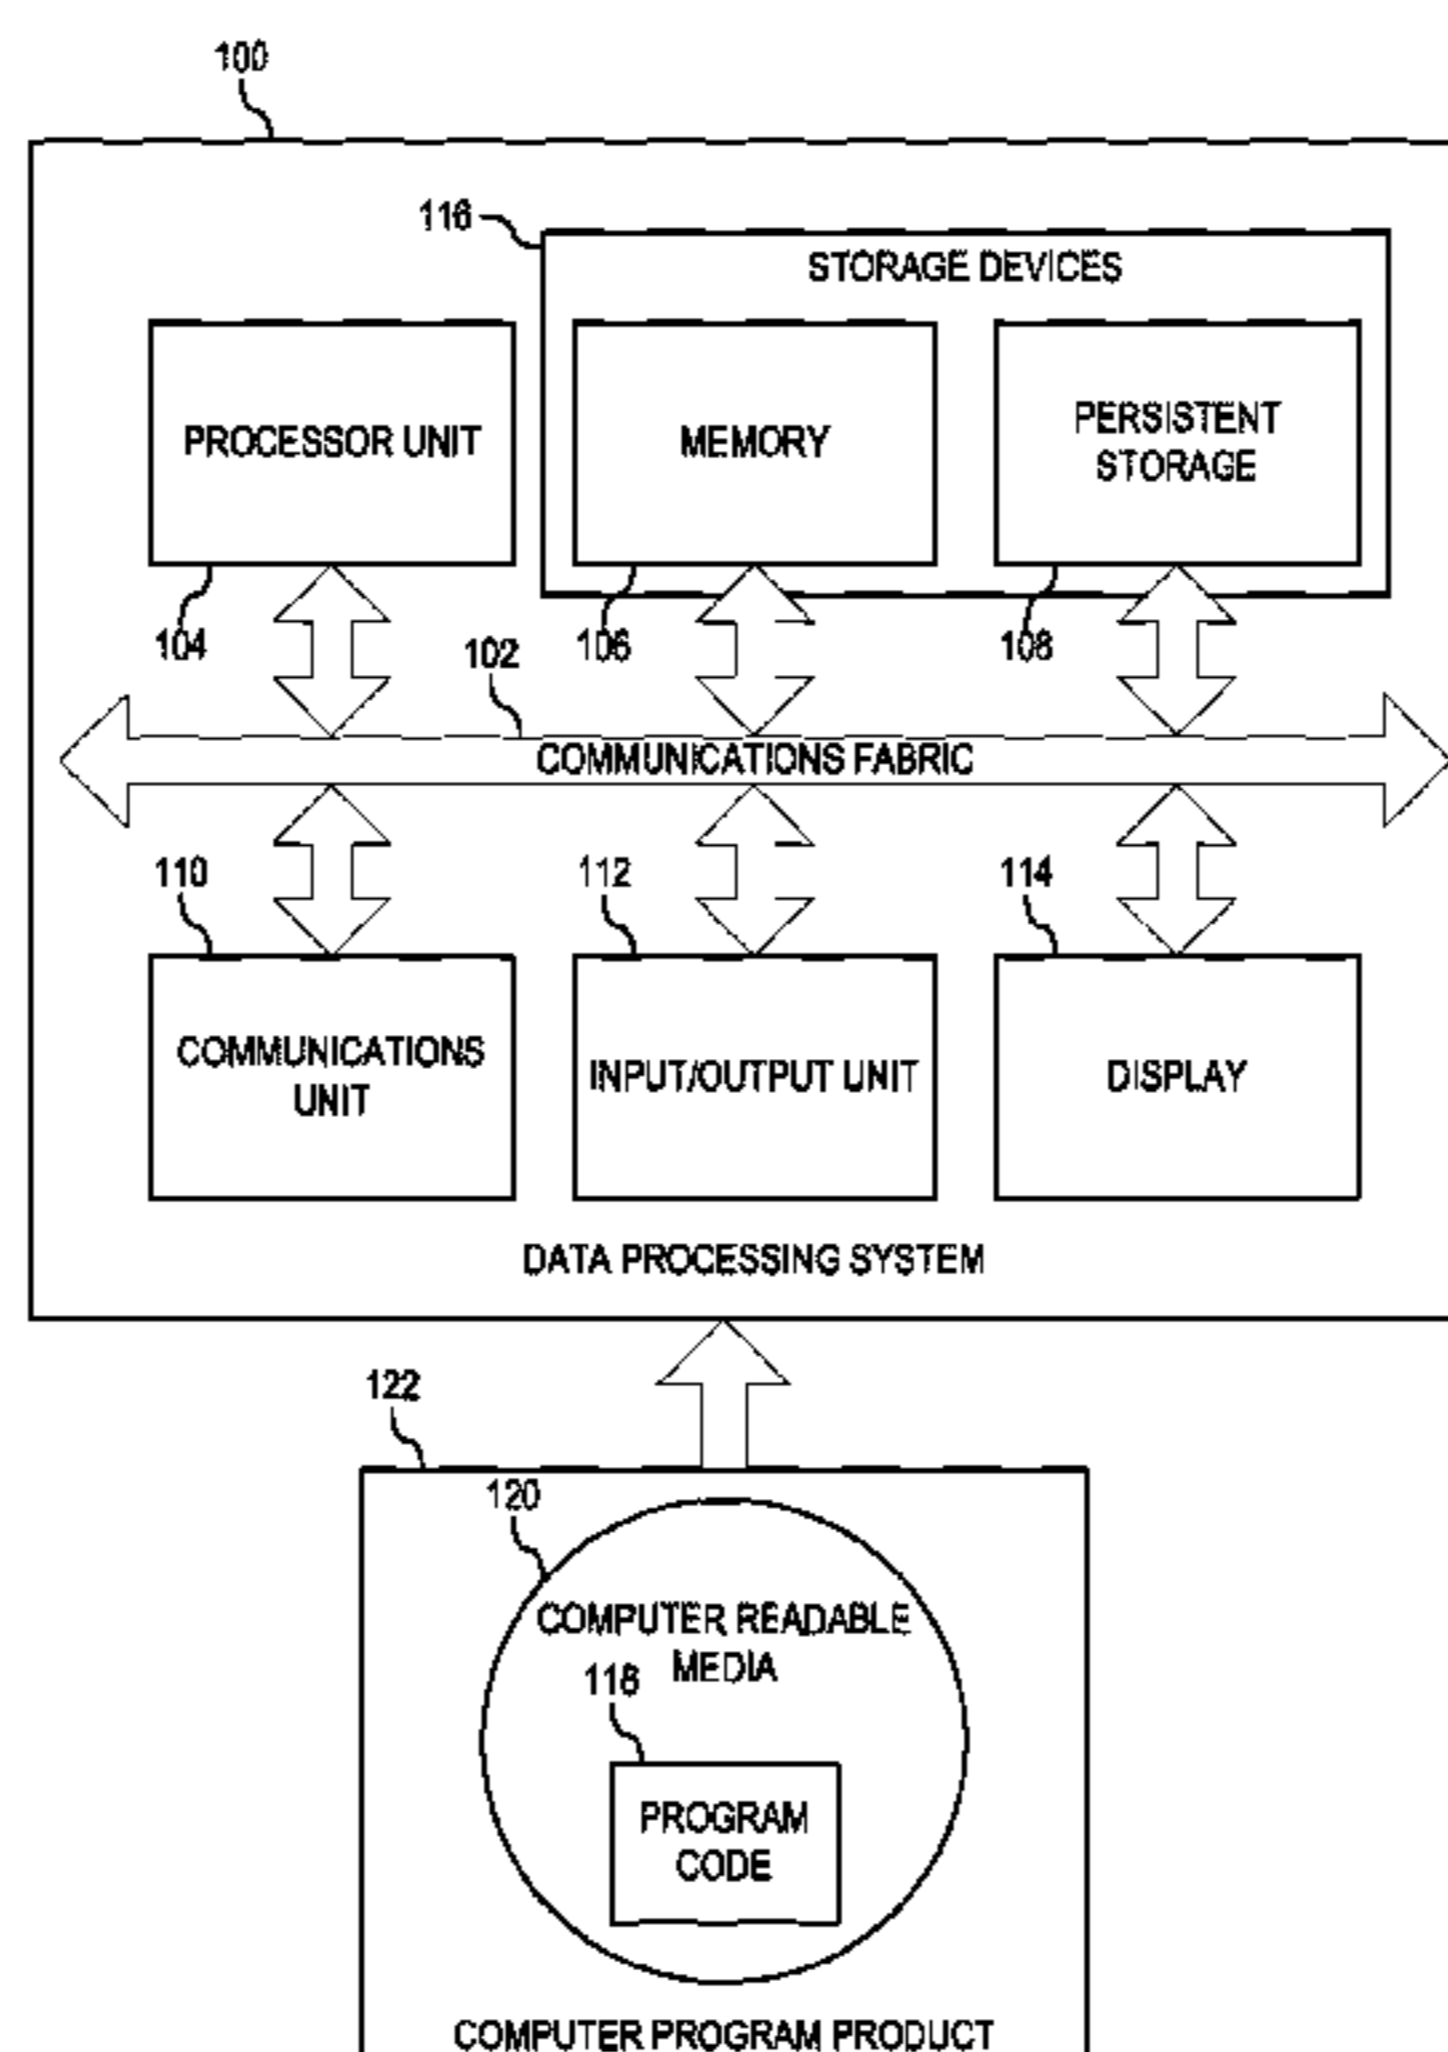 100
116
STORAGE DEVICES
PROCESSOR UNIT
MEMORY
PERSISTENT
STORAGE
104
106
108
102
COMMUNICATIONS FABRIC
110
112
114
COMMUNICATIONS
UNIT
INPUT/OUTPUT UNIT
DISPLAY
DATA PROCESSING SYSTEM
122
120
COMPUTER READABLE
MEDIA
118
PROGRAM
CODE
COMPUTER PROGRAM PRODUCT